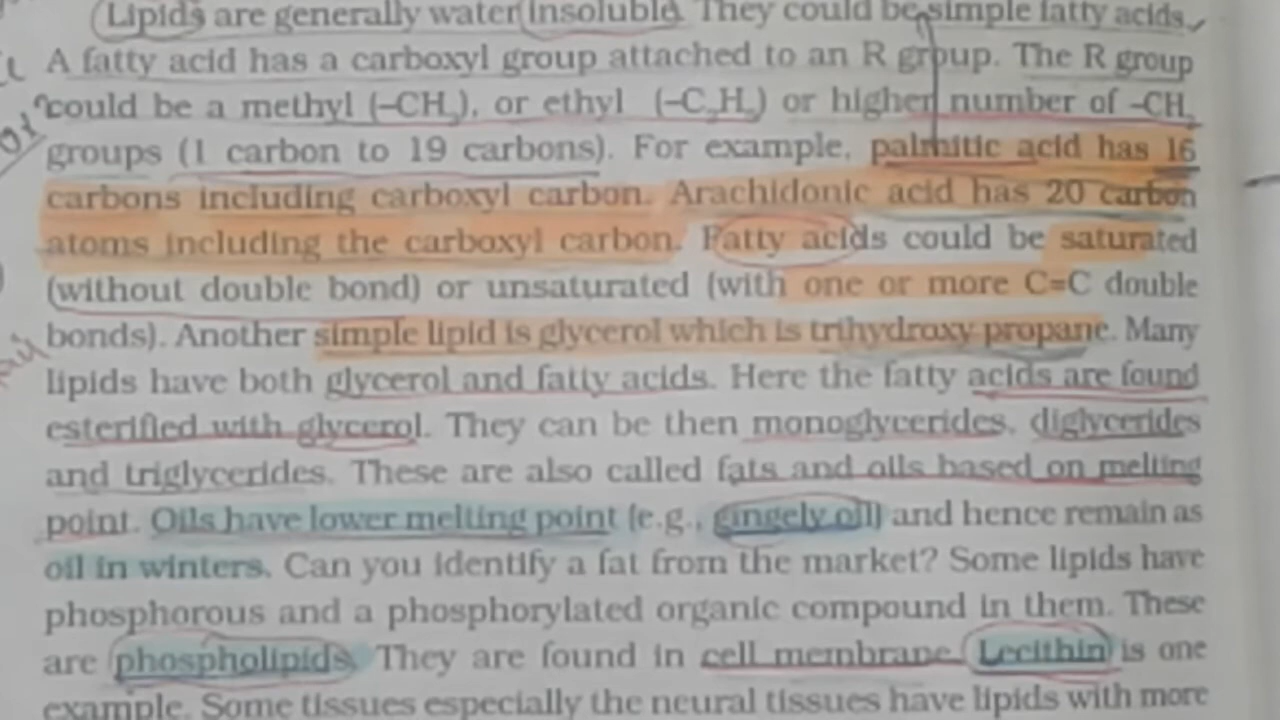 Lipids are generally water insoluble. They could be simple fatty acids.
A fatty acid has a carboxyl group attached to an R group. The R group
could be a methyl (–CH₃), or ethyl (–C₂H₅) or higher number of –CH₂
groups (1 carbon to 19 carbons). For example, palmitic acid has 16
carbons including carboxyl carbon. Arachidonic acid has 20 carbon
atoms including the carboxyl carbon. Fatty acids could be saturated
(without double bond) or unsaturated (with one or more C=C double
bonds). Another simple lipid is glycerol which is trihydroxy propane. Many
lipids have both glycerol and fatty acids. Here the fatty acids are found
esterified with glycerol. They can be then monoglycerides, diglycerides
and triglycerides. These are also called fats and oils based on melting
point. Oils have lower melting point (e.g., gingely oil) and hence remain as
oil in winters. Can you identify a fat from the market? Some lipids have
phosphorous and a phosphorylated organic compound in them. These
are phospholipids. They are found in cell membrane. Lecithin is one
example. Some tissues especially the neural tissues have lipids with more